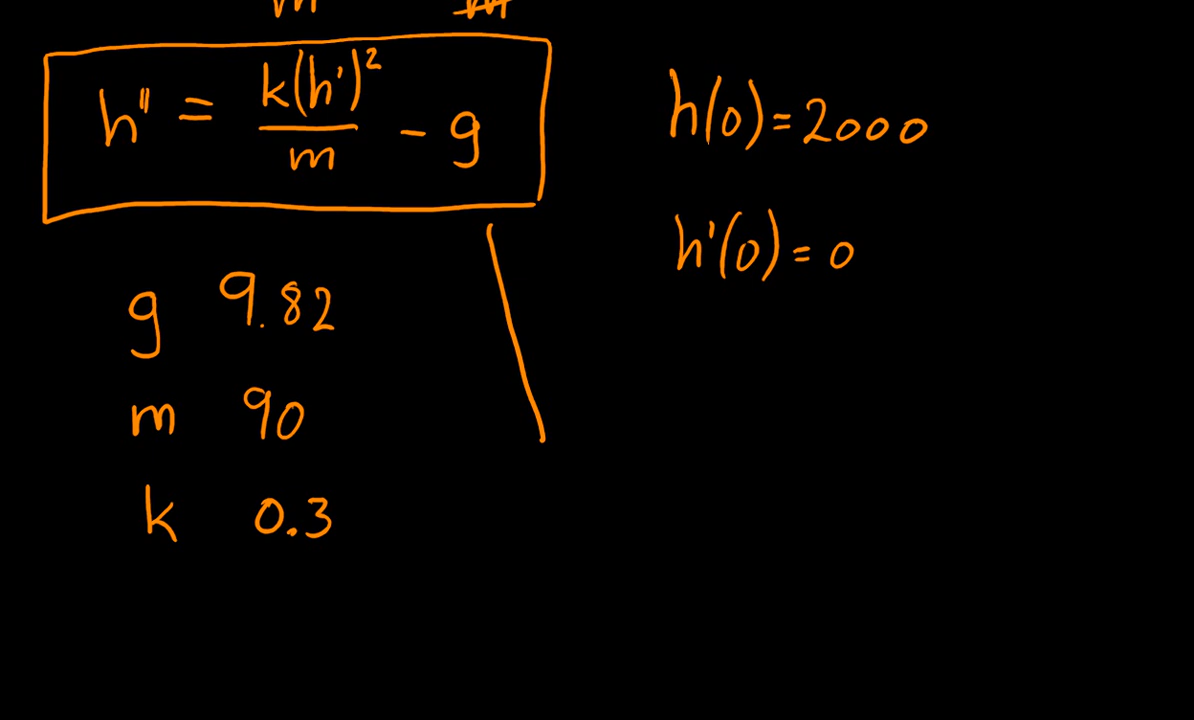 h'' = k(h')² / m - g
h(0) = 2000
h'(0) = 0
g 9.82
m 90
k 0.3